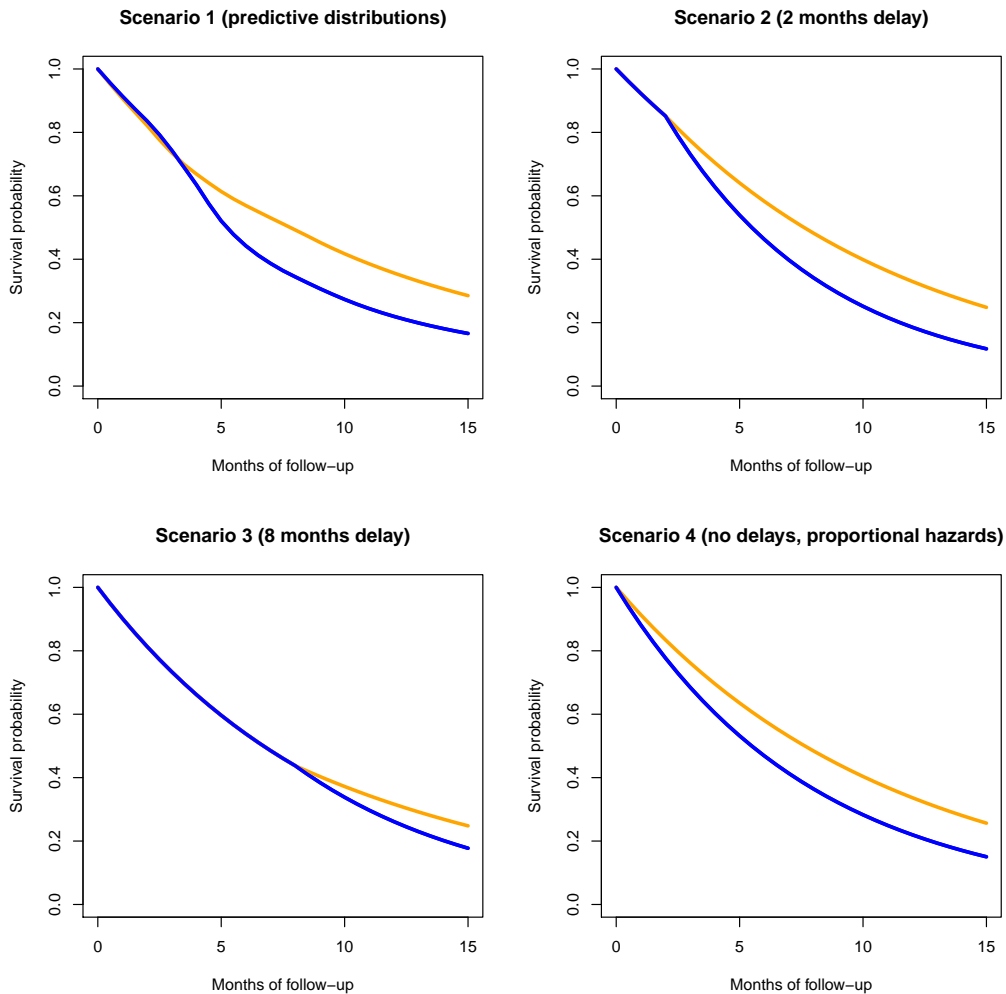 Scenario 1 (predictive distributions)
Survival probability
0.0 0.2 0.4 0.6 0.8 1.0
0 5 10 15
Months of follow−up
Scenario 2 (2 months delay)
Survival probability
0.0 0.2 0.4 0.6 0.8 1.0
0 5 10 15
Months of follow−up
Scenario 3 (8 months delay)
Survival probability
0.0 0.2 0.4 0.6 0.8 1.0
0 5 10 15
Months of follow−up
Scenario 4 (no delays, proportional hazards)
Survival probability
0.0 0.2 0.4 0.6 0.8 1.0
0 5 10 15
Months of follow−up